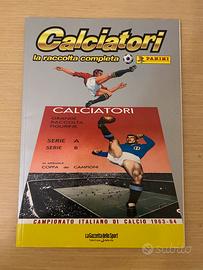 Calciatori
la raccolta completa PANINI
CALCIATORI
GRANDE
RACCOLTA
FIGURINE
SERIE A
SERIE B
COPPA dei CAMPIONI
CAMPIONATO ITALIANO DI CALCIO 1963-64
La Gazzetta dello Sport
subito